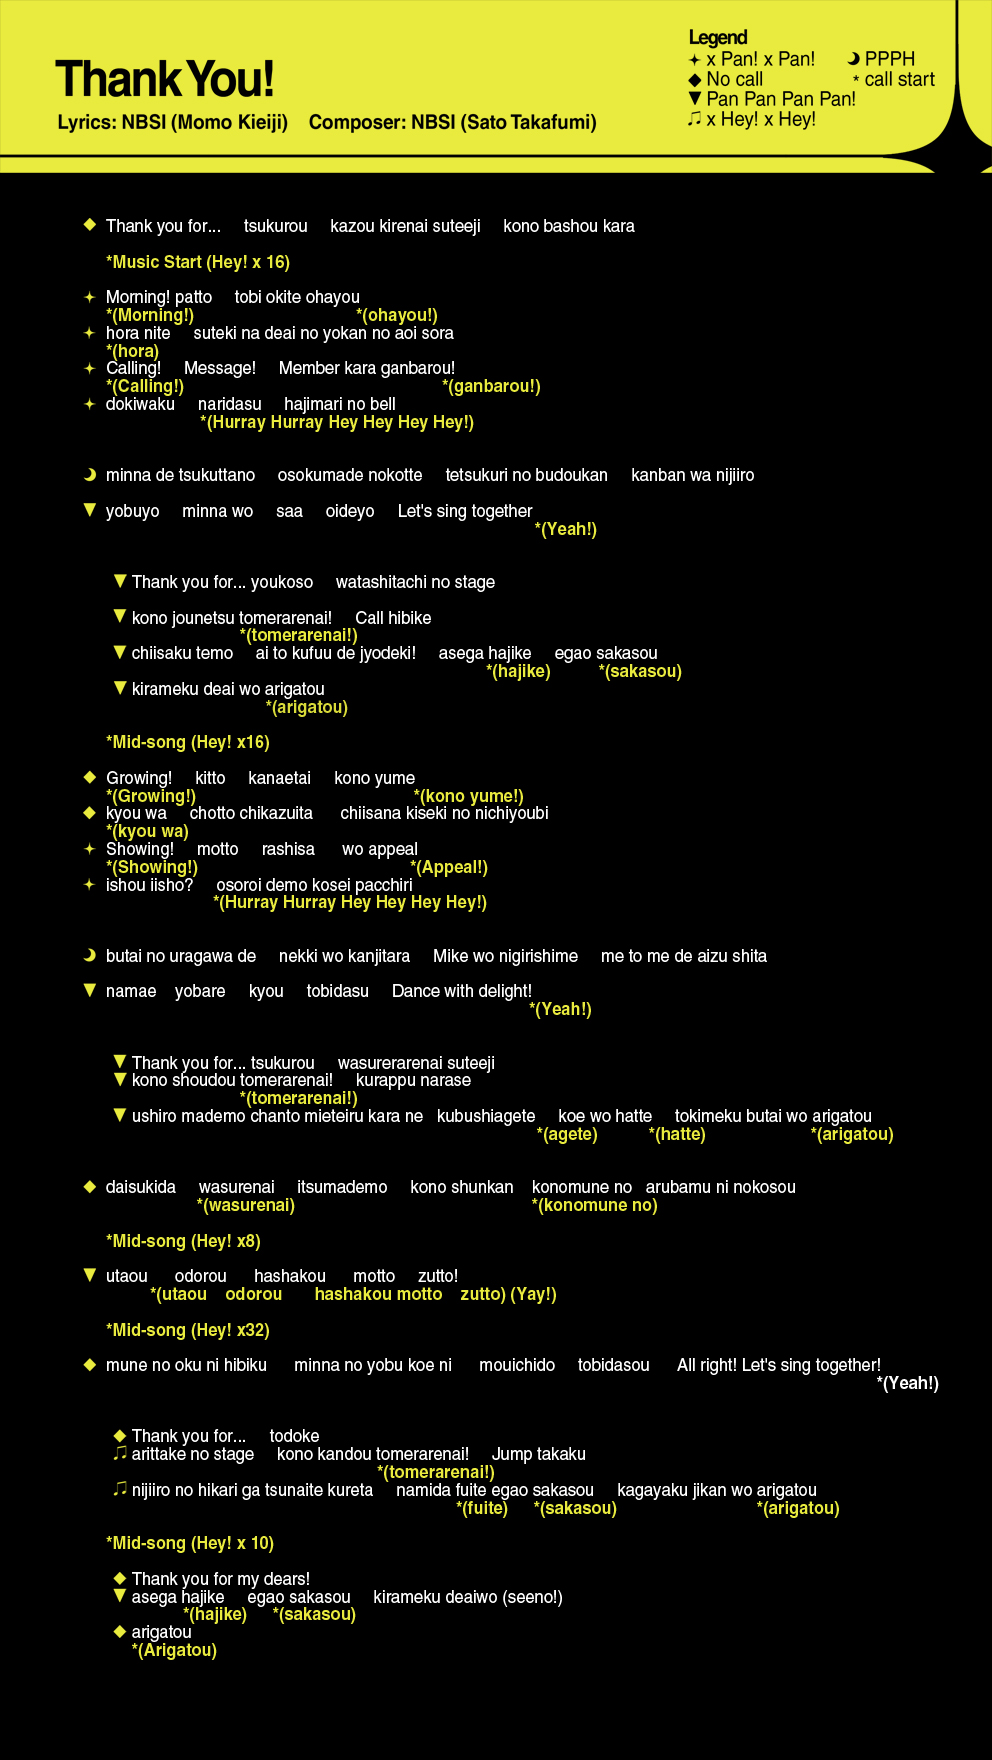 Thank You!
Lyrics: NBSI (Momo Kieiji) Composer: NBSI (Sato Takafumi)
Legend
✦ x Pan! x Pan!
◆ No call
▼ Pan Pan Pan Pan!
♫ x Hey! x Hey!
☽ PPPH
* call start
◆ Thank you for... tsukurou kazou kirenai suteeji kono bashou kara
*Music Start (Hey! x 16)
✦ Morning! patto tobi okite ohayou
*(Morning!) *(ohayou!)
✦ hora nite suteki na deai no yokan no aoi sora
*(hora)
✦ Calling! Message! Member kara ganbarou!
*(Calling!) *(ganbarou!)
✦ dokiwaku naridasu hajimari no bell
*(Hurray Hurray Hey Hey Hey Hey!)
☽ minna de tsukuttano osokumade nokotte tetsukuri no budoukan kanban wa nijiiro
▼ yobuyo minna wo saa oideyo Let's sing together
*(Yeah!)
▼ Thank you for... youkoso watashitachi no stage
▼ kono jounetsu tomerarenai! Call hibike
*(tomerarenai!)
▼ chiisaku temo ai to kufuu de jyodeki! asega hajike egao sakasou
*(hajike) *(sakasou)
▼ kirameku deai wo arigatou
*(arigatou)
*Mid-song (Hey! x16)
◆ Growing! kitto kanaetai kono yume
*(Growing!) *(kono yume!)
◆ kyou wa chotto chikazuita chiisana kiseki no nichiyoubi
*(kyou wa)
✦ Showing! motto rashisa wo appeal
*(Showing!) *(Appeal!)
✦ ishou iisho? osoroi demo kosei pacchiri
*(Hurray Hurray Hey Hey Hey Hey!)
☽ butai no uragawa de nekki wo kanjitara Mike wo nigirishime me to me de aizu shita
▼ namae yobare kyou tobidasu Dance with delight!
*(Yeah!)
▼ Thank you for... tsukurou wasurerarenai suteeji
▼ kono shoudou tomerarenai! kurappu narase
*(tomerarenai!)
▼ ushiro mademo chanto mieteiru kara ne kubushiagete koe wo hatte tokimeku butai wo arigatou
*(agete) *(hatte) *(arigatou)
◆ daisukida wasurenai itsumademo kono shunkan konomune no arubamu ni nokosou
*(wasurenai) *(konomune no)
*Mid-song (Hey! x8)
▼ utaou odorou hashakou motto zutto!
*(utaou odorou hashakou motto zutto) (Yay!)
*Mid-song (Hey! x32)
◆ mune no oku ni hibiku minna no yobu koe ni mouichido tobidasou All right! Let's sing together!
*(Yeah!)
◆ Thank you for... todoke
♫ arittake no stage kono kandou tomerarenai! Jump takaku
*(tomerarenai!)
♫ nijiiro no hikari ga tsunaite kureta namida fuite egao sakasou kagayaku jikan wo arigatou
*(fuite) *(sakasou) *(arigatou)
*Mid-song (Hey! x 10)
◆ Thank you for my dears!
▼ asega hajike egao sakasou kirameku deaiwo (seeno!)
*(hajike) *(sakasou)
◆ arigatou
*(Arigatou)